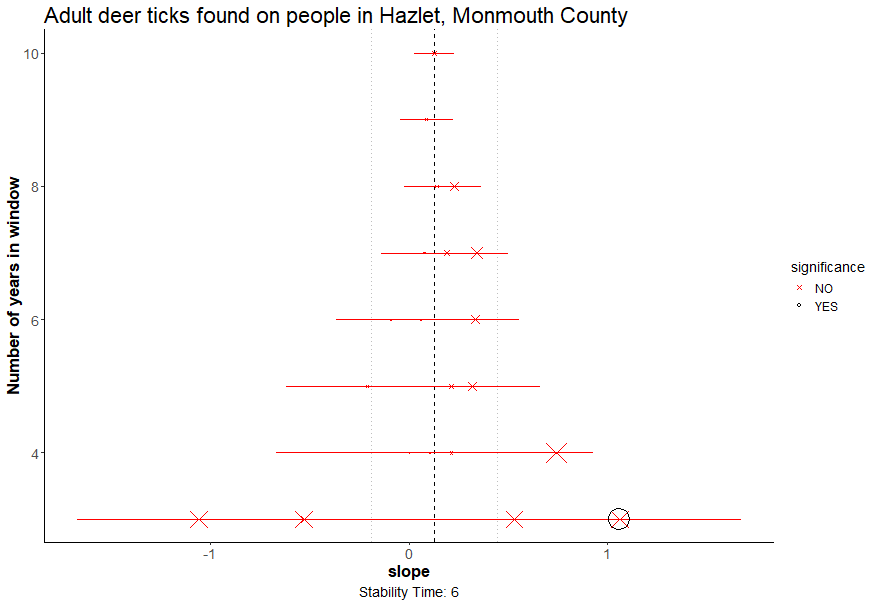 Adult deer ticks found on people in Hazlet, Monmouth County
10
8
6
4
Number of years in window
-1
0
1
slope
Stability Time: 6
significance
NO
YES